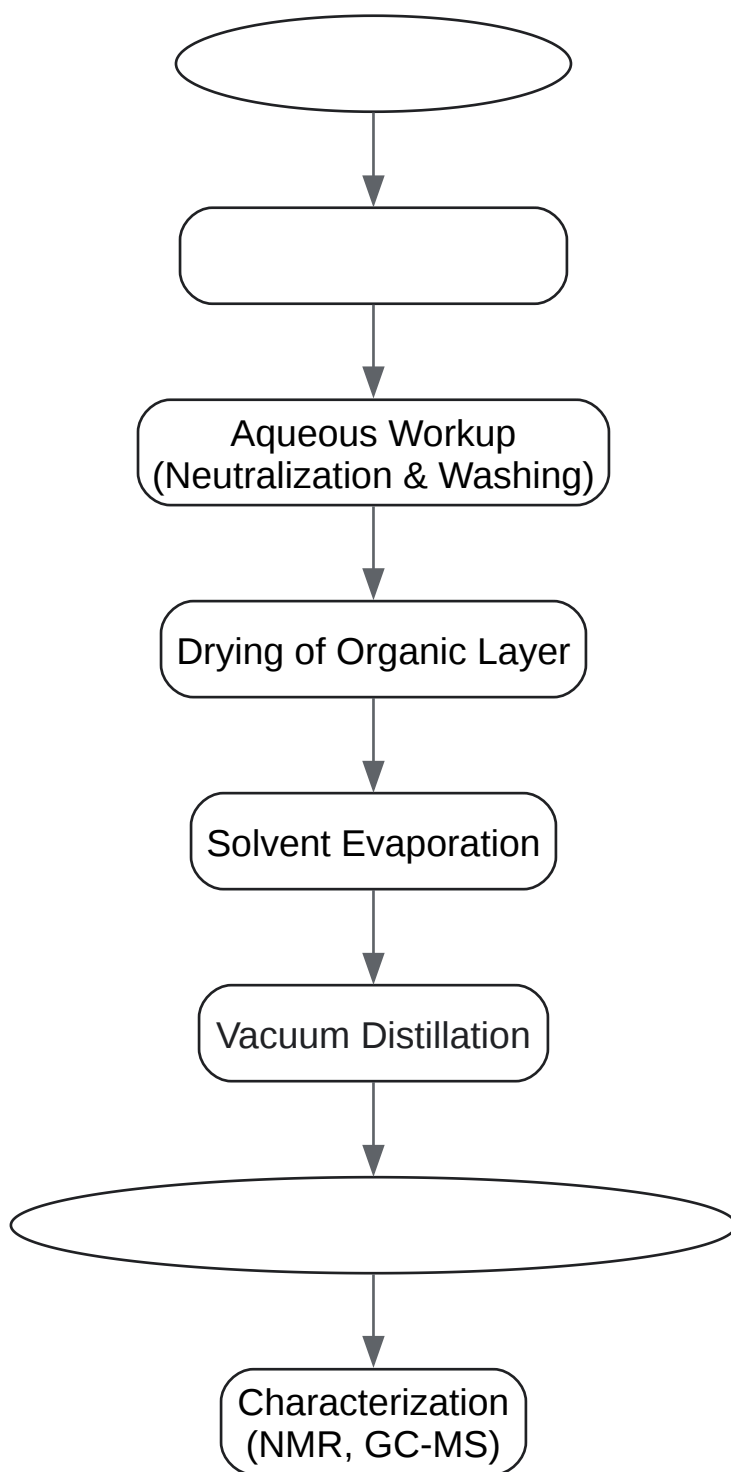 Aqueous Workup
(Neutralization & Washing)
Drying of Organic Layer
Solvent Evaporation
Vacuum Distillation
Characterization
(NMR, GC-MS)